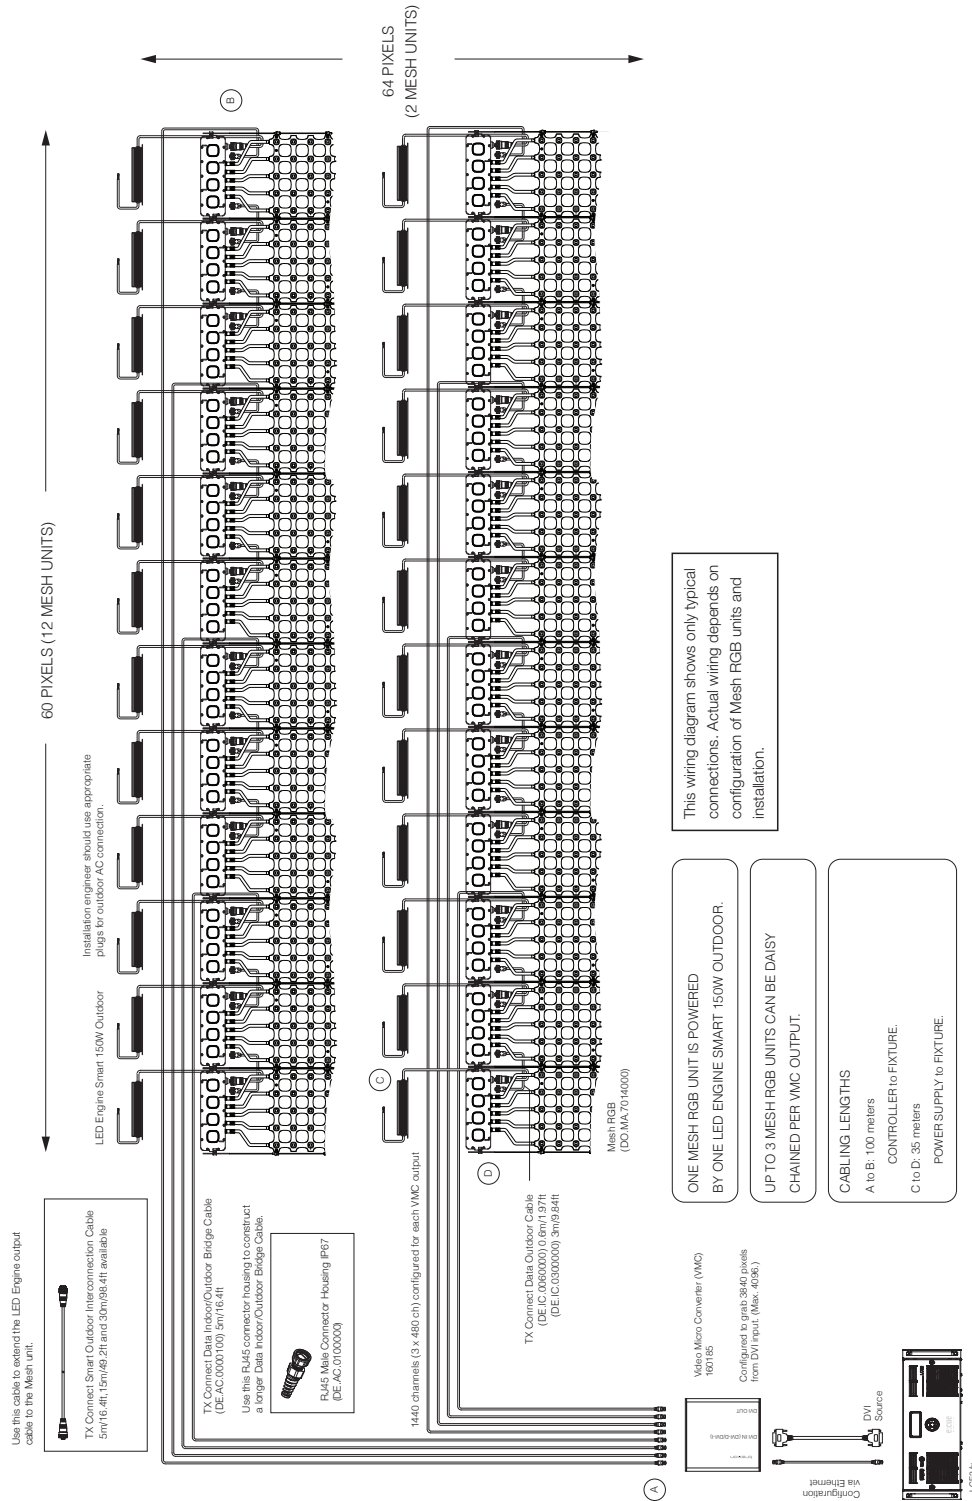 Use this cable to extend the LED Engine output
cable to the Mesh unit.
TX Connect Smart Outdoor Interconnection Cable
5m/16.4ft, 15m/49.2ft and 30m/98.4ft available
60 PIXELS (12 MESH UNITS)
LED Engine Smart 150W Outdoor
Installation engineer should use appropriate
plugs for outdoor AC connection.
B
64 PIXELS
(2 MESH UNITS)
TX Connect Data Indoor/Outdoor Bridge Cable
(DE.AC.0000100) 5m/16.4ft
Use this RJ45 connector housing to construct
a longer Data Indoor/Outdoor Bridge Cable.
RJ45 Male Connector Housing IP67
(DE.AC.0100000)
C
1440 channels (3 x 480 ch) configured for each VMC output
D
TX Connect Data Outdoor Cable
(DE.IC.0060000) 0.6m/1.97ft
(DE.IC.0300000) 3m/9.84ft
Mesh RGB
(DO.MA.7014000)
A
Video Micro Converter (VMC)
160185
Configured to grab 3840 pixels
from DVI input. (Max. 4096.)
DVI OUT
Configuration
via Ethernet
DVI
Source
ONE MESH RGB UNIT IS POWERED
BY ONE LED ENGINE SMART 150W OUTDOOR.
UP TO 3 MESH RGB UNITS CAN BE DAISY
CHAINED PER VMC OUTPUT.
CABLING LENGTHS
A to B: 100 meters
CONTROLLER to FIXTURE.
C to D: 35 meters
POWER SUPPLY to FIXTURE.
This wiring diagram shows only typical
connections. Actual wiring depends on
configuration of Mesh RGB units and
installation.